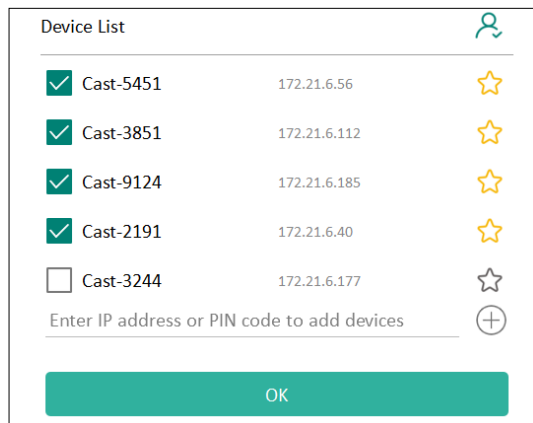 Device List
Cast-5451 172.21.6.56
Cast-3851 172.21.6.112
Cast-9124 172.21.6.185
Cast-2191 172.21.6.40
Cast-3244 172.21.6.177
Enter IP address or PIN code to add devices
OK